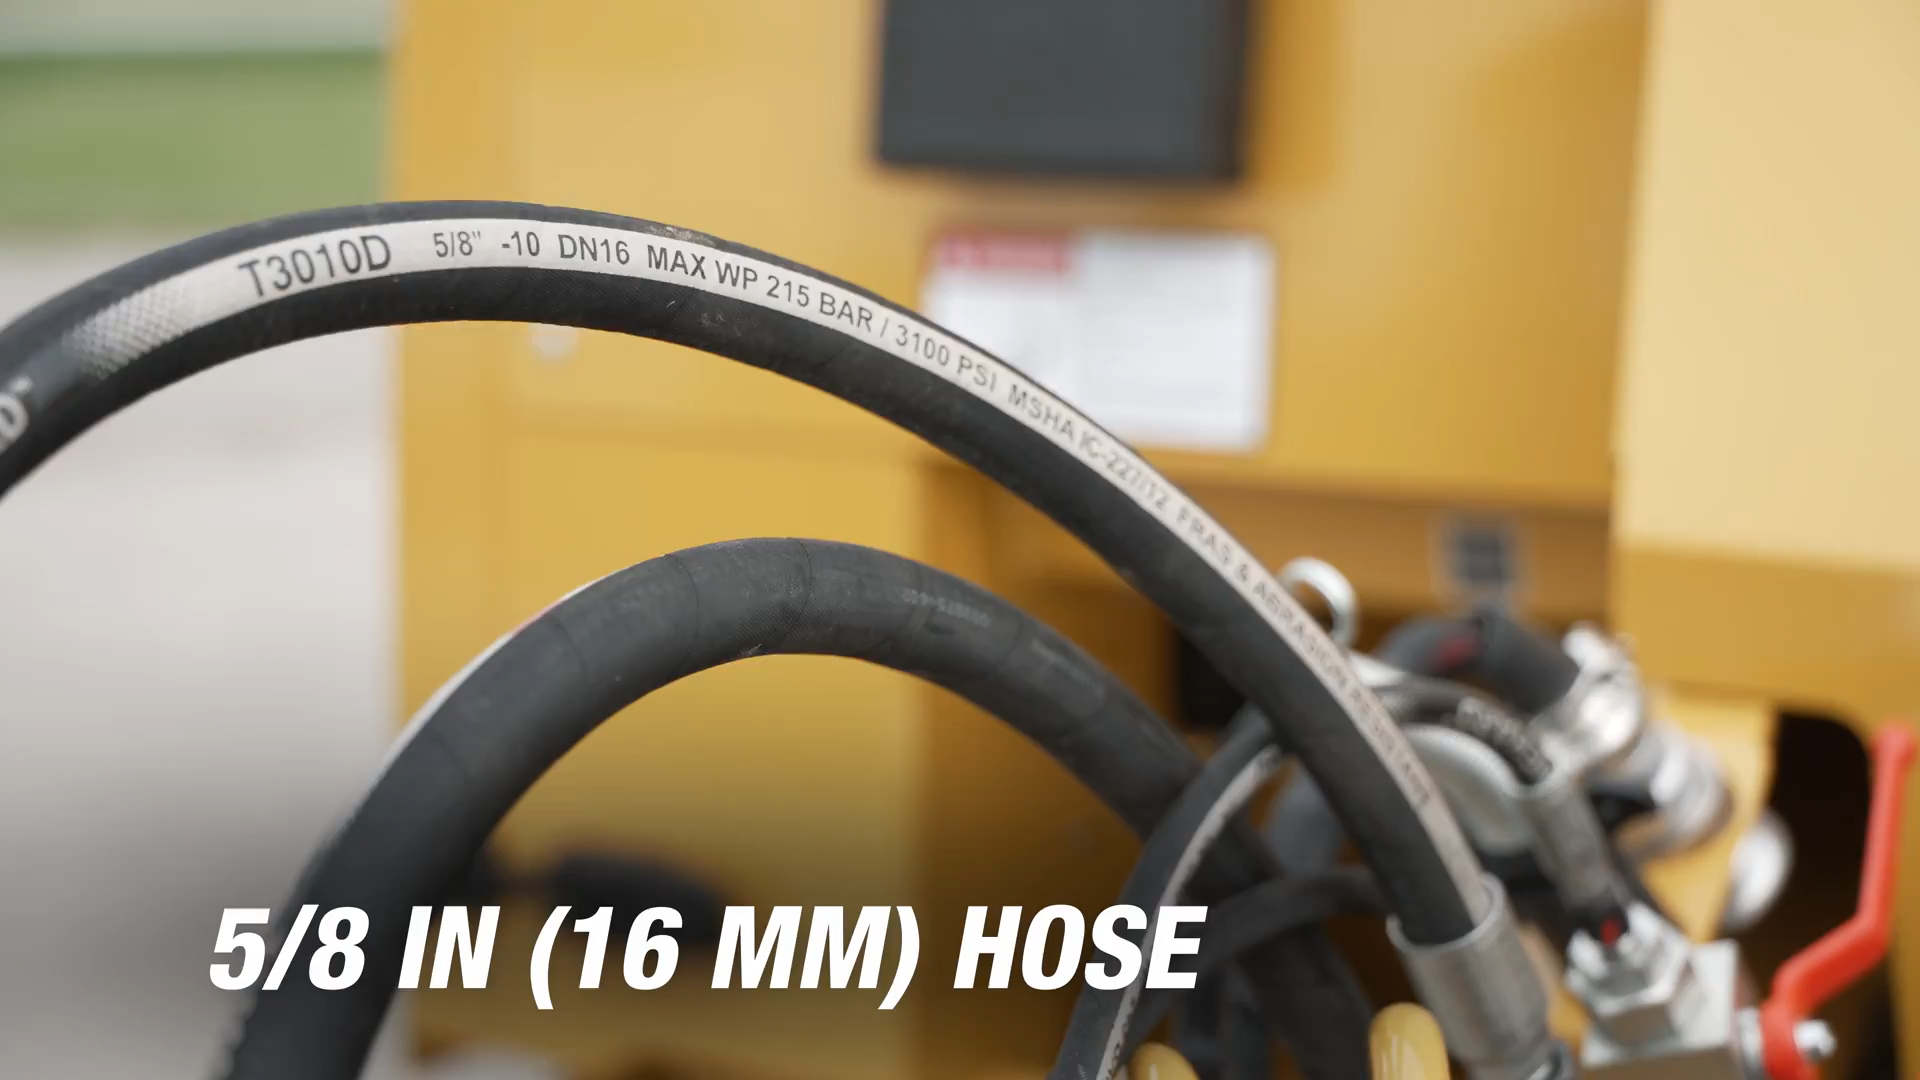 T3010D 5/8" -10 DN16 MAX WP 215 BAR / 3100 PSI MSHA IC-227/12 FRAS & ABRASION RESISTANT
5/8 IN (16 MM) HOSE